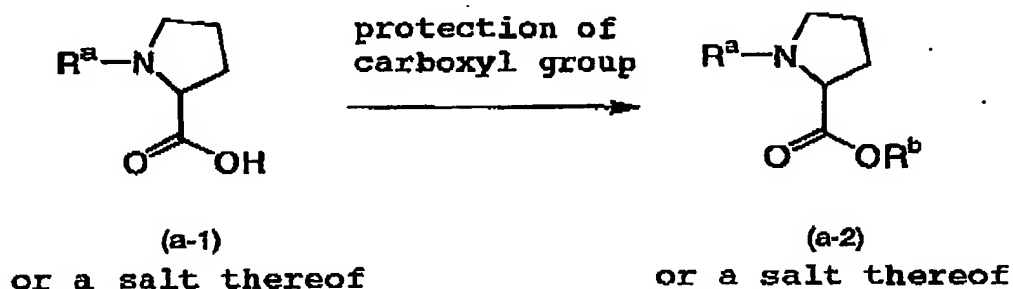 protection of
carboxyl group
Rª—N
Rª—N
O OH
O ORᵇ
(a-1)
(a-2)
or a salt thereof
or a salt thereof